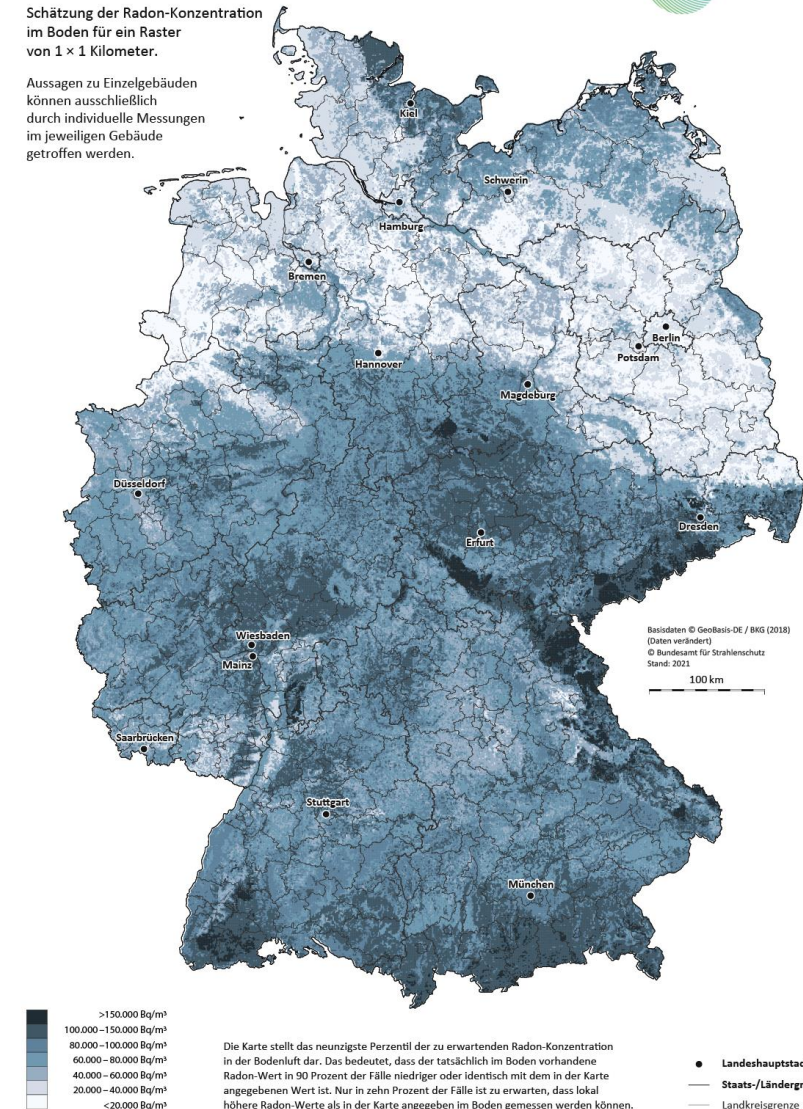 Schätzung der Radon-Konzentration
im Boden für ein Raster
von 1 × 1 Kilometer.
Aussagen zu Einzelgebäuden
können ausschließlich
durch individuelle Messungen
im jeweiligen Gebäude
getroffen werden.
Kiel
Schwerin
Hamburg
Bremen
Berlin
Potsdam
Hannover
Magdeburg
Düsseldorf
Dresden
Erfurt
Wiesbaden
Mainz
Saarbrücken
Stuttgart
München
Basisdaten © GeoBasis-DE / BKG (2018)
(Daten verändert)
© Bundesamt für Strahlenschutz
Stand: 2021
100 km
>150.000 Bq/m³
100.000–150.000 Bq/m³
80.000–100.000 Bq/m³
60.000–80.000 Bq/m³
40.000–60.000 Bq/m³
20.000–40.000 Bq/m³
<20.000 Bq/m³
Die Karte stellt das neunzigste Perzentil der zu erwartenden Radon-Konzentration
in der Bodenluft dar. Das bedeutet, dass der tatsächlich im Boden vorhandene
Radon-Wert in 90 Prozent der Fälle niedriger oder identisch mit dem in der Karte
angegebenen Wert ist. Nur in zehn Prozent der Fälle ist zu erwarten, dass lokal
höhere Radon-Werte als in der Karte angegeben im Boden gemessen werden können.
Landeshauptstad
Staats-/Ländergr
Landkreisgrenze